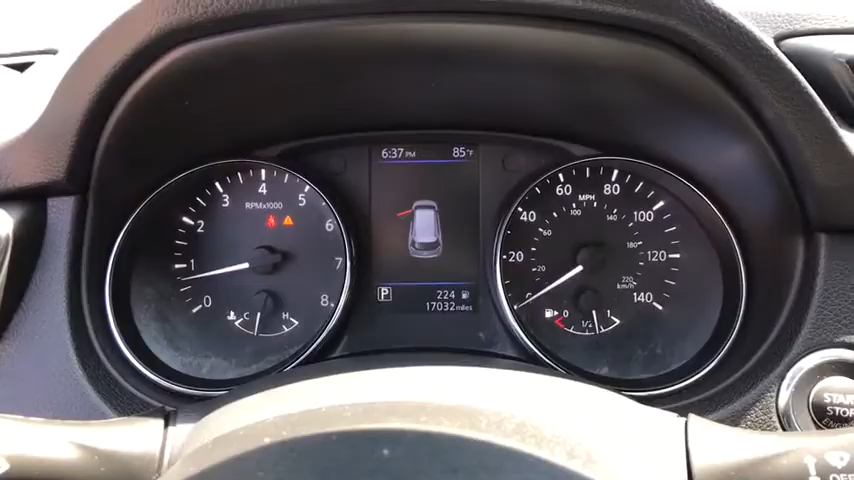 6:37 PM 85°F
0 1 2 3 4 5 6 7 8
RPMx1000
C H
P
224
17032 miles
20 40 60 80 100 120 140
MPH
20 60 100 140 180 220
km/h
0 1/2 1
START
STOP
ENGINE
OFF